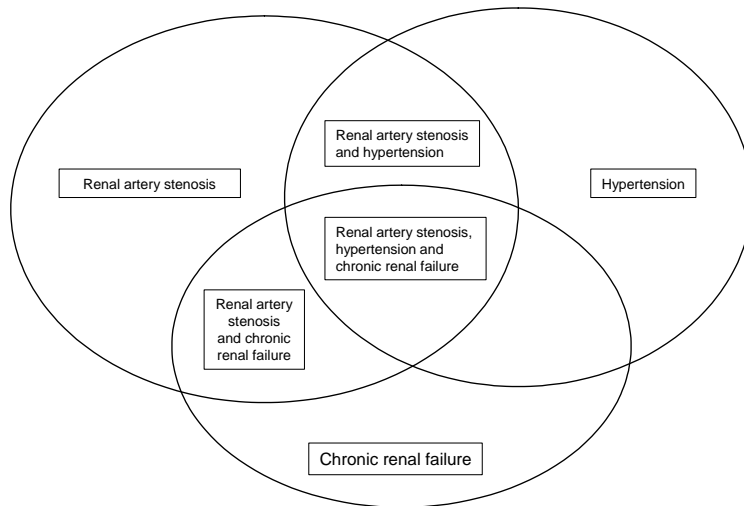 Renal artery stenosis
and hypertension
Renal artery stenosis
Hypertension
Renal artery stenosis,
hypertension and
chronic renal failure
Renal artery
stenosis
and chronic
renal failure
Chronic renal failure